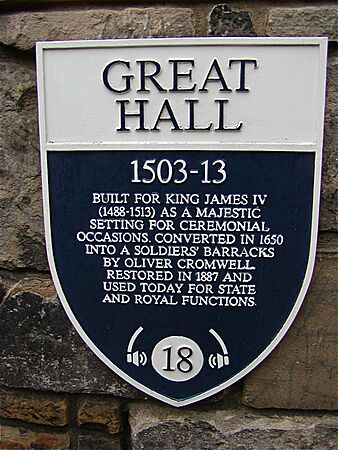 GREAT
HALL
1503-13
BUILT FOR KING JAMES IV
(1488-1513) AS A MAJESTIC
SETTING FOR CEREMONIAL
OCCASIONS. CONVERTED IN 1650
INTO A SOLDIERS' BARRACKS
BY OLIVER CROMWELL.
RESTORED IN 1887 AND
USED TODAY FOR STATE
AND ROYAL FUNCTIONS.
18